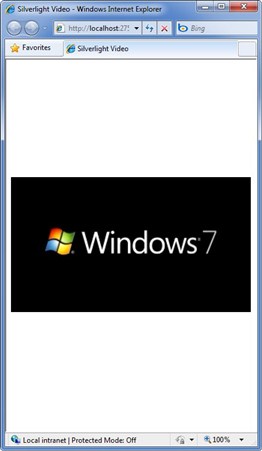 Silverlight Video - Windows Internet Explorer
http://localhost:27
Bing
Favorites
Silverlight Video
Windows® 7
Local intranet | Protected Mode: Off
100%